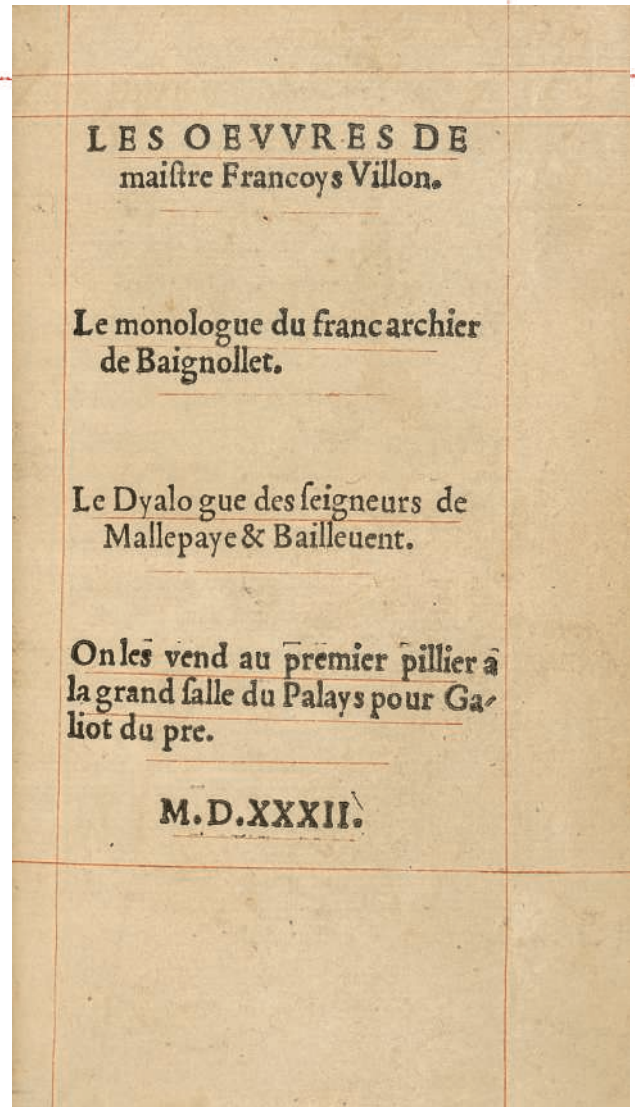 LES OEVVRES DE
maiſtre Francoys Villon.
Le monologue du francarchier
de Baignollet.
Le Dyalogue des ſeigneurs de
Mallepaye & Bailleuent.
On les vend au premier pillier a
la grand ſalle du Palays pour Ga-
liot du pre.
M.D.XXXII.